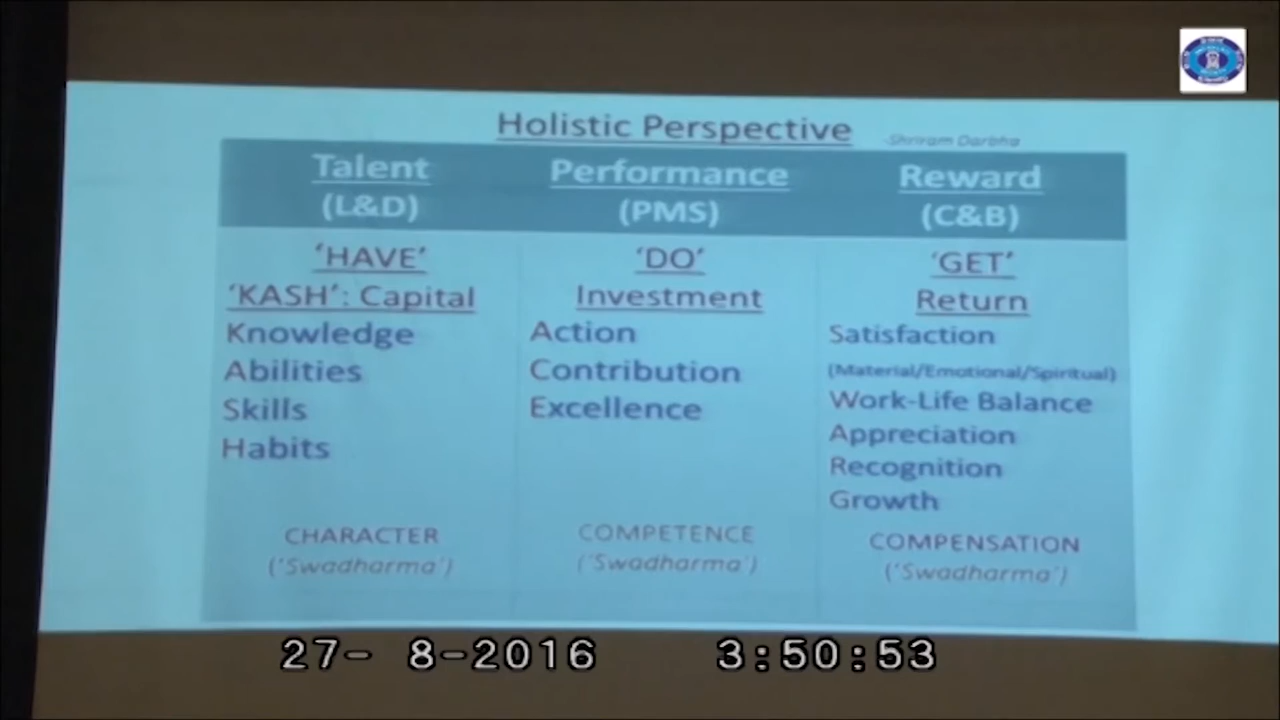 Holistic Perspective
-Shriram Darbha
Talent
(L&D)
Performance
(PMS)
Reward
(C&B)
‘HAVE’
‘KASH’: Capital
Knowledge
Abilities
Skills
Habits
CHARACTER
(‘Swadharma’)
‘DO’
Investment
Action
Contribution
Excellence
COMPETENCE
(‘Swadharma’)
‘GET’
Return
Satisfaction
(Material/Emotional/Spiritual)
Work-Life Balance
Appreciation
Recognition
Growth
COMPENSATION
(‘Swadharma’)
27- 8-2016 3:50:53